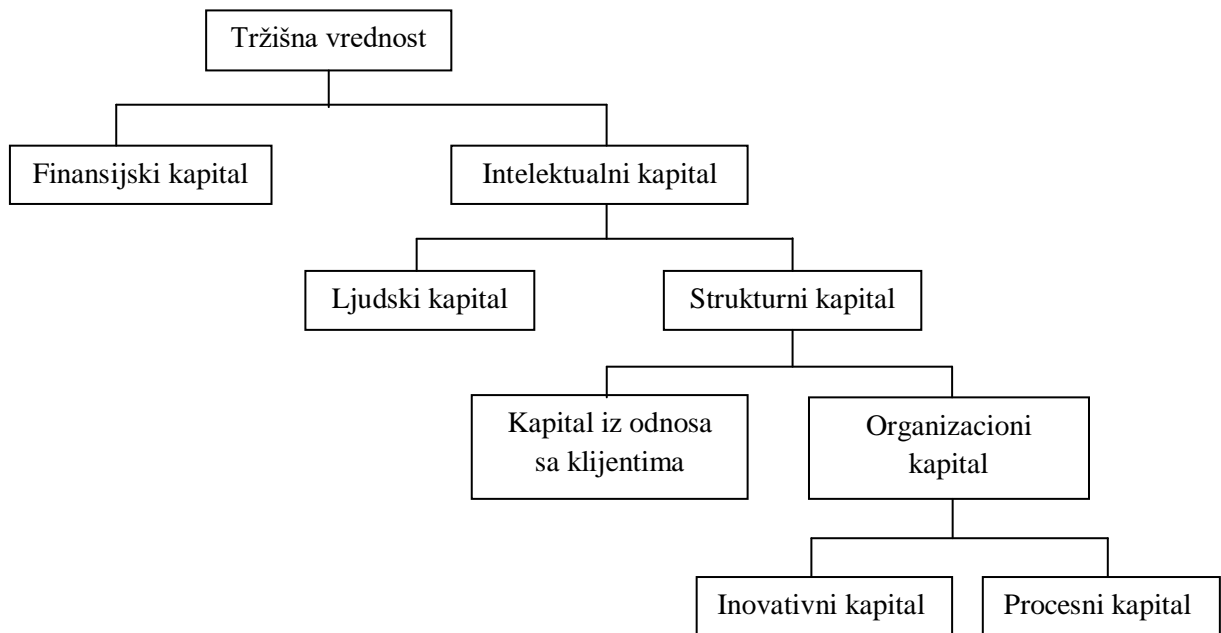 Tržišna vrednost
Finansijski kapital
Intelektualni kapital
Ljudski kapital
Strukturni kapital
Kapital iz odnosa
sa klijentima
Organizacioni
kapital
Inovativni kapital
Procesni kapital